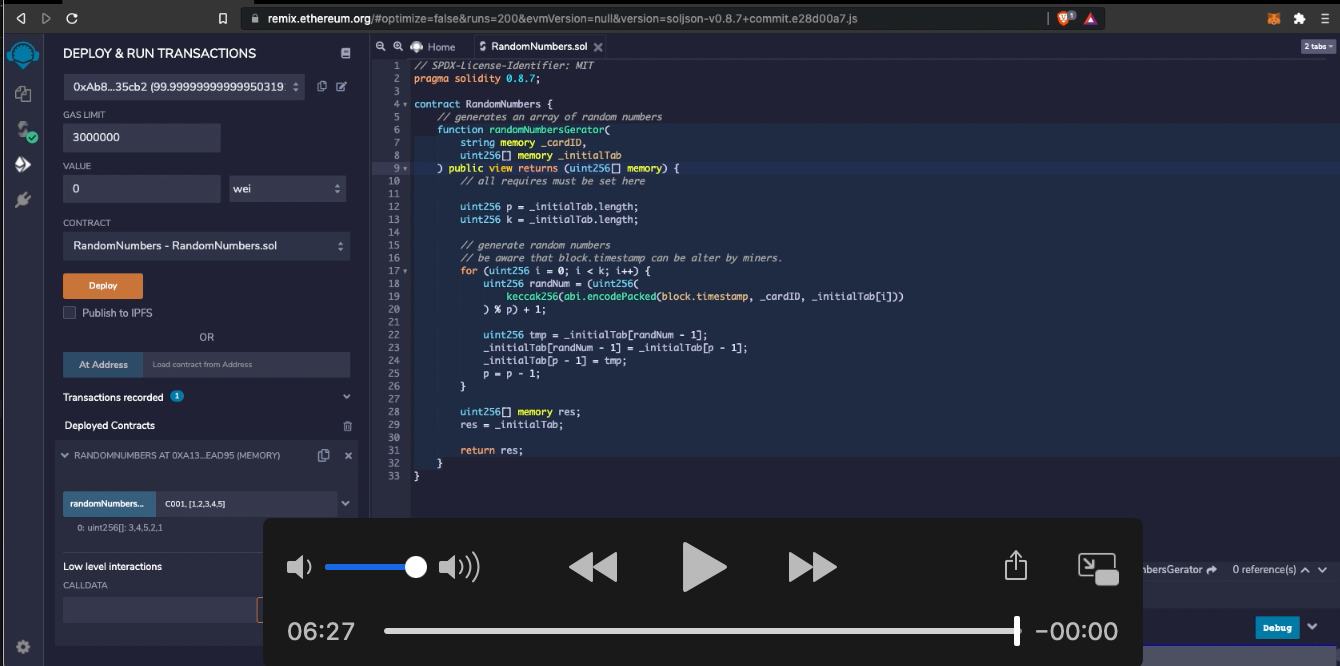 remix.ethereum.org/#optimize=false&runs=200&evmVersion=null&version=soljson-v0.8.7+commit.e28d00a7.js
1
DEPLOY & RUN TRANSACTIONS
0xAb8...35cb2 (99.99999999999950319
GAS LIMIT
3000000
VALUE
0
wei
CONTRACT
RandomNumbers - RandomNumbers.sol
Deploy
Publish to IPFS
OR
At Address
Load contract from Address
Transactions recorded 1
Deployed Contracts
RANDOMNUMBERS AT 0XA13...EAD95 (MEMORY)
randomNumbers...
C001, [1,2,3,4,5]
0: uint256[]: 3,4,5,2,1
Low level interactions
CALLDATA
Home
RandomNumbers.sol
2 tabs
1 // SPDX-License-Identifier: MIT
2 pragma solidity 0.8.7;
3
4 contract RandomNumbers {
5 // generates an array of random numbers
6 function randomNumbersGerator(
7 string memory _cardID,
8 uint256[] memory _initialTab
9 ) public view returns (uint256[] memory) {
10 // all requires must be set here
11
12 uint256 p = _initialTab.length;
13 uint256 k = _initialTab.length;
14
15 // generate random numbers
16 // be aware that block.timestamp can be alter by miners.
17 for (uint256 i = 0; i < k; i++) {
18 uint256 randNum = (uint256(
19 keccak256(abi.encodePacked(block.timestamp, _cardID, _initialTab[i]))
20 ) % p) + 1;
21
22 uint256 tmp = _initialTab[randNum - 1];
23 _initialTab[randNum - 1] = _initialTab[p - 1];
24 _initialTab[p - 1] = tmp;
25 p = p - 1;
26 }
27
28 uint256[] memory res;
29 res = _initialTab;
30
31 return res;
32 }
33 }
nbersGerator
0 reference(s)
Debug
06:27
-00:00